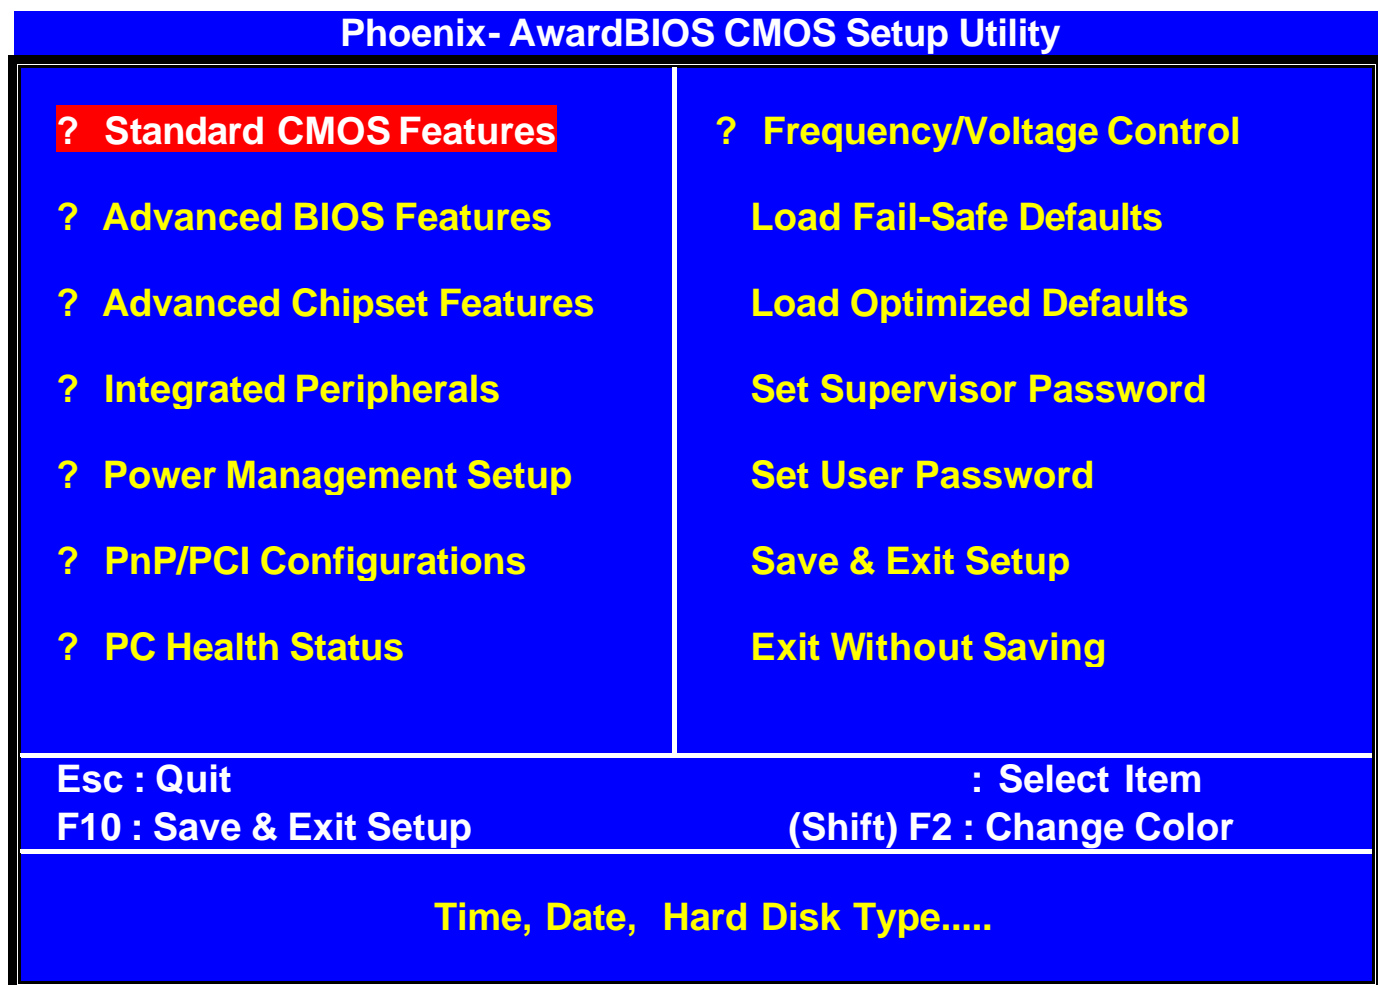 Phoenix- AwardBIOS CMOS Setup Utility
? Standard CMOS Features
? Advanced BIOS Features
? Advanced Chipset Features
? Integrated Peripherals
? Power Management Setup
? PnP/PCI Configurations
? PC Health Status
? Frequency/Voltage Control
Load Fail-Safe Defaults
Load Optimized Defaults
Set Supervisor Password
Set User Password
Save & Exit Setup
Exit Without Saving
Esc : Quit
: Select Item
F10 : Save & Exit Setup
(Shift) F2 : Change Color
Time, Date, Hard Disk Type.....